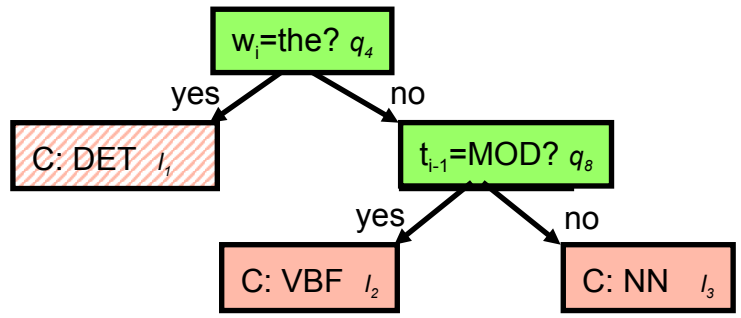 wᵢ=the? q₄
yes
no
C: DET l₁
tᵢ₋₁=MOD? q₈
yes
no
C: VBF l₂
C: NN l₃